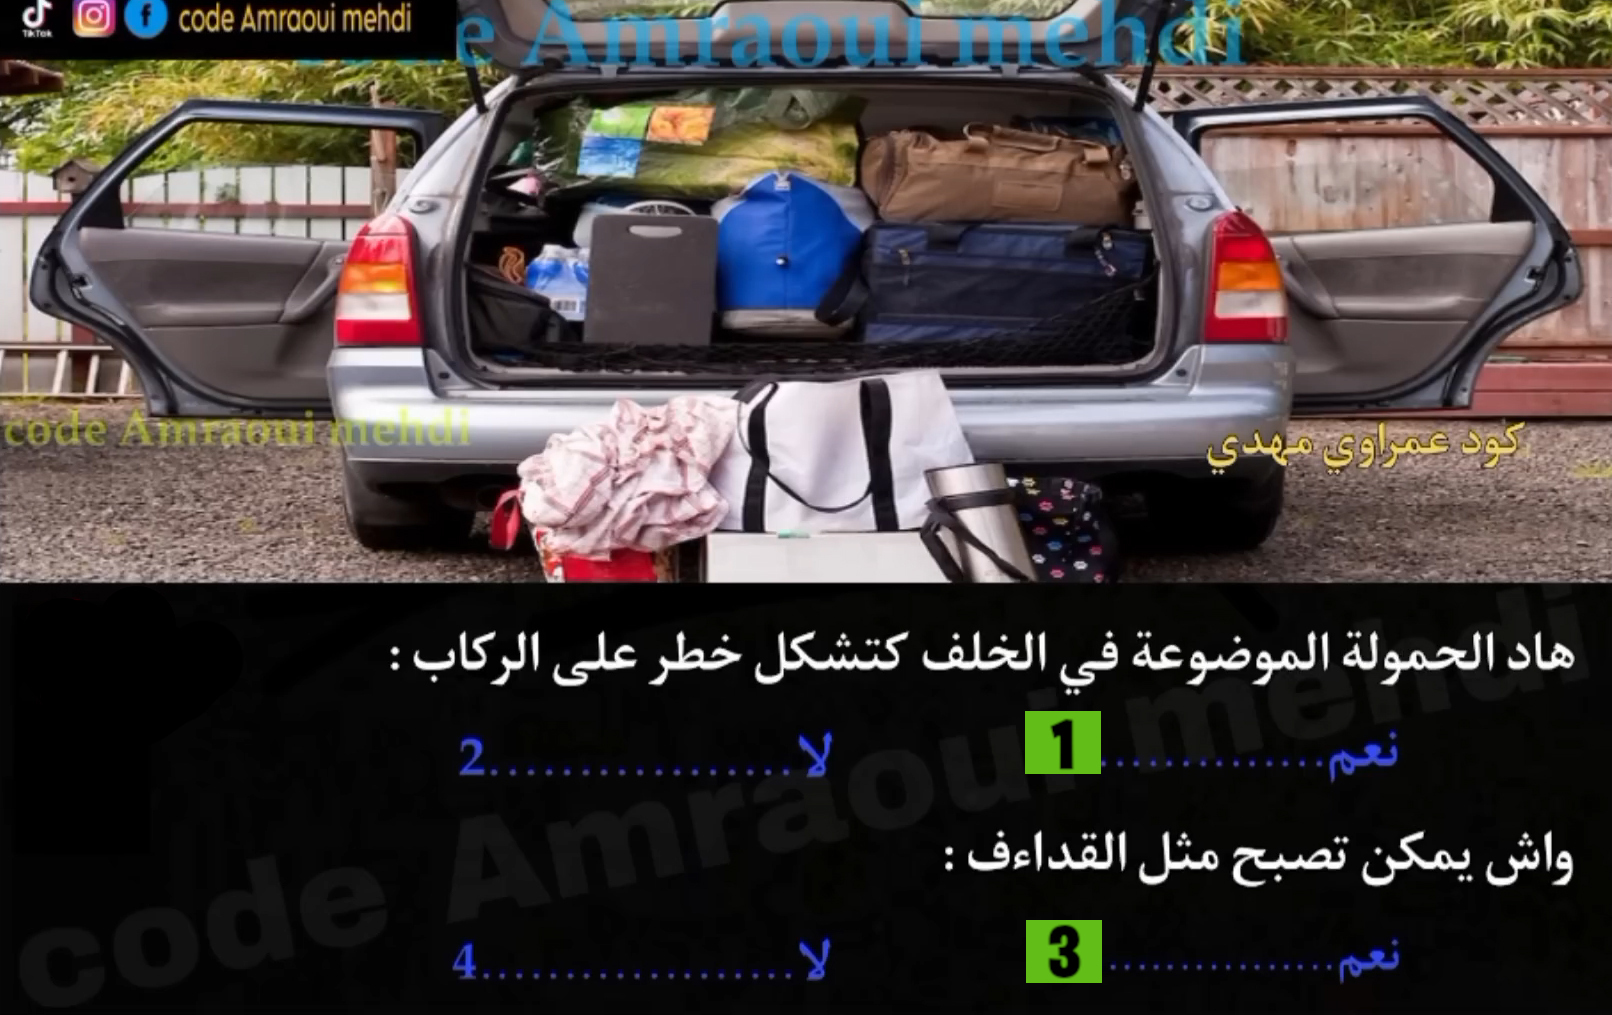 TikTok
code Amraoui mehdi
code Amraoui mehdi
code Amraoui mehdi
كود عمراوي مهدي
هاد الحمولة الموضوعة في الخلف كتشكل خطر على الركاب :
نعم..............1 لا.................2
واش يمكن تصبح مثل القداءف :
نعم...............3 لا....................4
code Amraoui mehdi